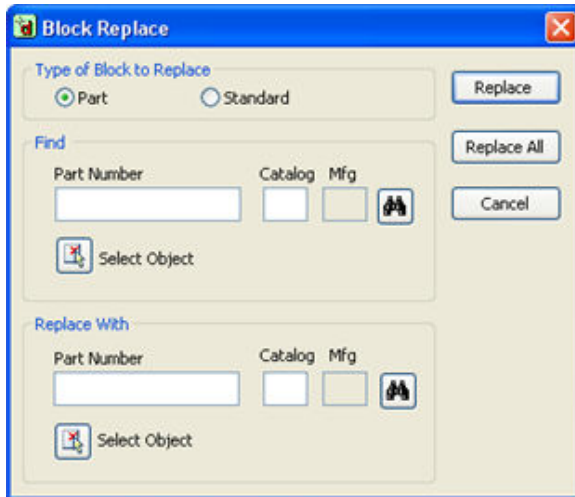 Block Replace
Type of Block to Replace
Part Standard
Replace
Find
Replace All
Part Number Catalog Mfg
Cancel
Select Object
Replace With
Part Number Catalog Mfg
Select Object